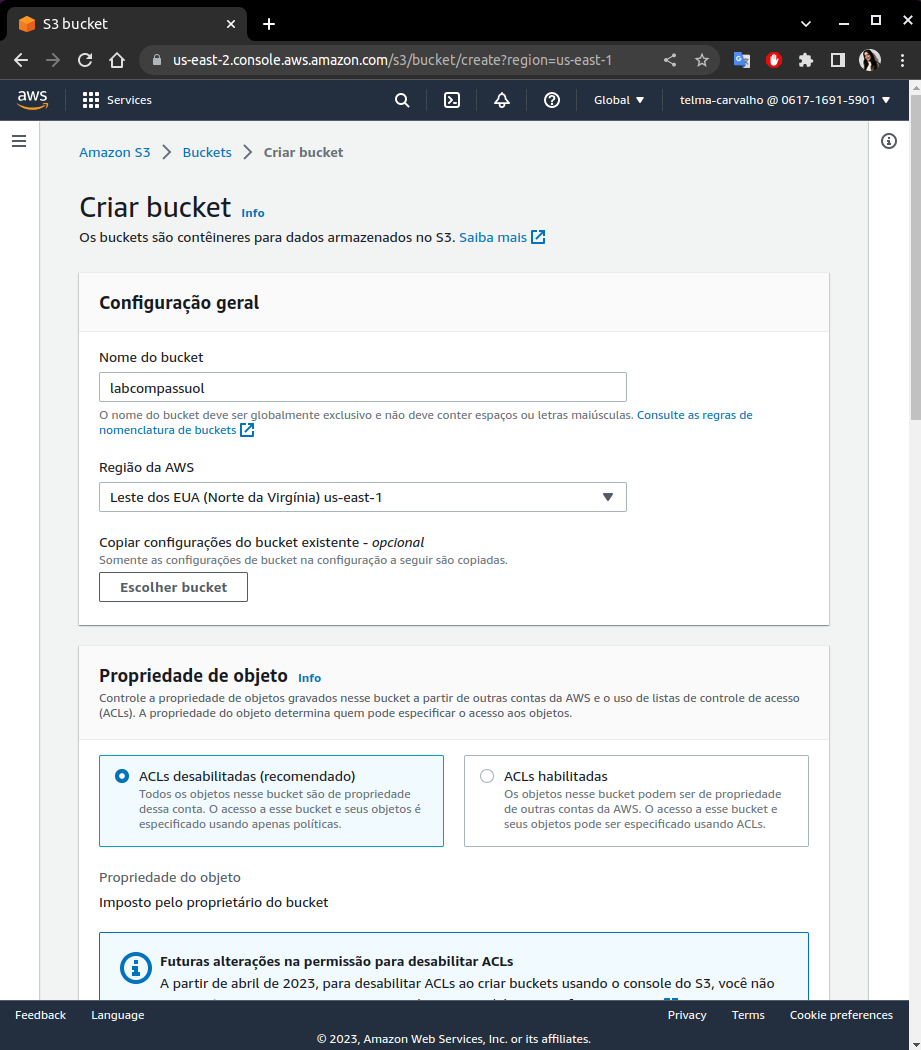 S3 bucket
us-east-2.console.aws.amazon.com/s3/bucket/create?region=us-east-1
aws
Services
Global
telma-carvalho @ 0617-1691-5901
Amazon S3
Buckets
Criar bucket
Criar bucket Info
Os buckets são contêineres para dados armazenados no S3. Saiba mais
Configuração geral
Nome do bucket
labcompassuol
O nome do bucket deve ser globalmente exclusivo e não deve conter espaços ou letras maiúsculas. Consulte as regras de
nomenclatura de buckets
Região da AWS
Leste dos EUA (Norte da Virgínia) us-east-1
Copiar configurações do bucket existente - opcional
Somente as configurações de bucket na configuração a seguir são copiadas.
Escolher bucket
Propriedade de objeto Info
Controle a propriedade de objetos gravados nesse bucket a partir de outras contas da AWS e o uso de listas de controle de acesso
(ACLs). A propriedade do objeto determina quem pode especificar o acesso aos objetos.
ACLs desabilitadas (recomendado)
Todos os objetos nesse bucket são de propriedade
dessa conta. O acesso a esse bucket e seus objetos é
especificado usando apenas políticas.
ACLs habilitadas
Os objetos nesse bucket podem ser de propriedade
de outras contas da AWS. O acesso a esse bucket e
seus objetos pode ser especificado usando ACLs.
Propriedade do objeto
Imposto pelo proprietário do bucket
Futuras alterações na permissão para desabilitar ACLs
A partir de abril de 2023, para desabilitar ACLs ao criar buckets usando o console do S3, você não
Feedback
Language
Privacy
Terms
Cookie preferences
© 2023, Amazon Web Services, Inc. or its affiliates.